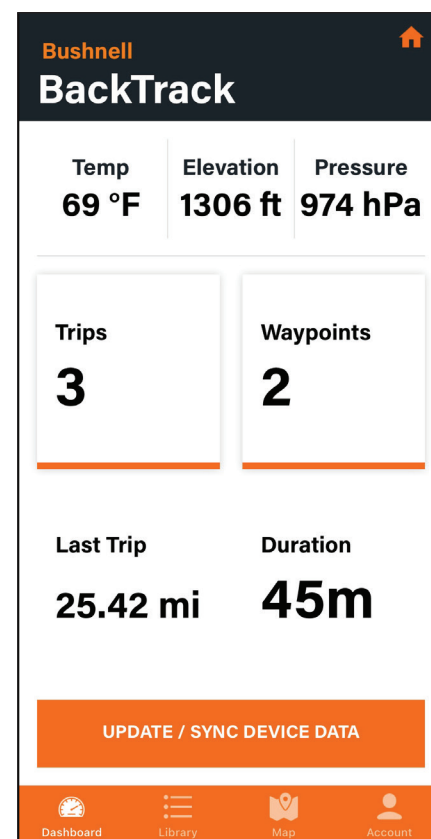 Bushnell
BackTrack
Temp Elevation Pressure
69 °F 1306 ft 974 hPa
Trips Waypoints
3 2
Last Trip Duration
25.42 mi 45m
UPDATE / SYNC DEVICE DATA
Dashboard Library Map Account